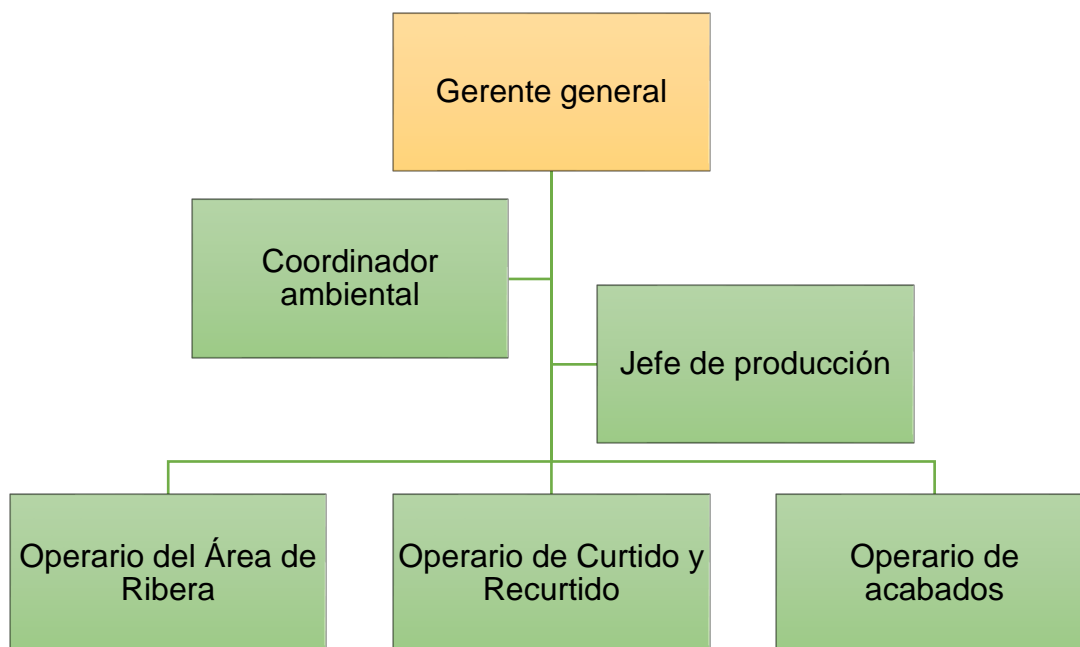 Gerente general
Coordinador
ambiental
Jefe de producción
Operario del Área de
Ribera
Operario de Curtido y
Recurtido
Operario de
acabados